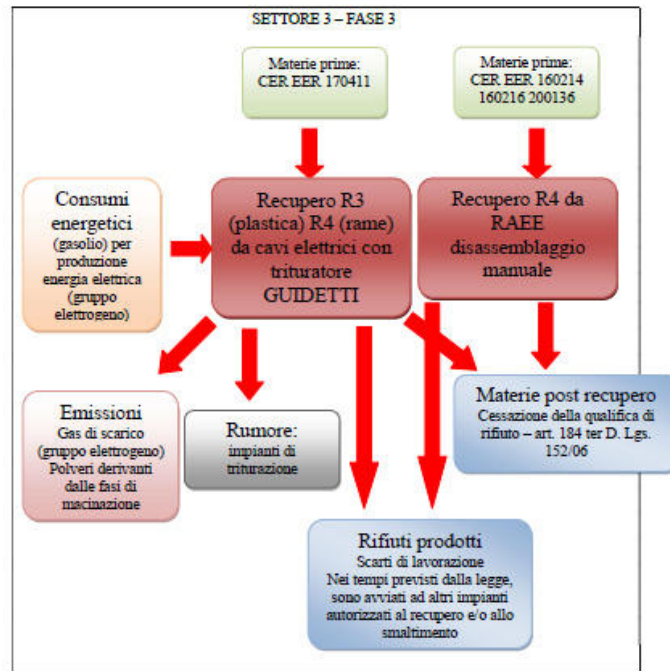 SETTORE 3 – FASE 3
Materie prime:
CER EER 170411
Materie prime:
CER EER 160214
160216 200136
Consumi
energetici
(gasolio) per
produzione
energia elettrica
(gruppo
elettrogeno)
Recupero R3
(plastica) R4 (rame)
da cavi elettrici con
trituratore
GUIDETTI
Recupero R4 da
RAEE
disassemblaggio
manuale
Emissioni
Gas di scarico
(gruppo elettrogeno)
Polveri derivanti
dalle fasi di
macinazione
Rumore:
impianti di
triturazione
Materie post recupero
Cessazione della qualifica di
rifiuto – art. 184 ter D. Lgs.
152/06
Rifiuti prodotti
Scarti di lavorazione
Nei tempi previsti dalla legge,
sono avviati ad altri impianti
autorizzati al recupero e/o allo
smaltimento